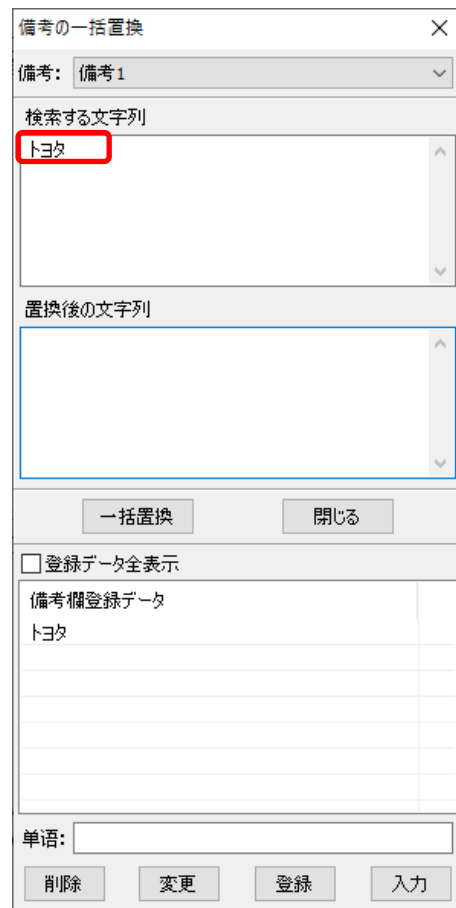 備考の一括置換
備考: 備考1
検索する文字列
トヨタ
置換後の文字列
一括置換 閉じる
登録データ全表示
備考欄登録データ
トヨタ
单语:
削除 変更 登録 入力